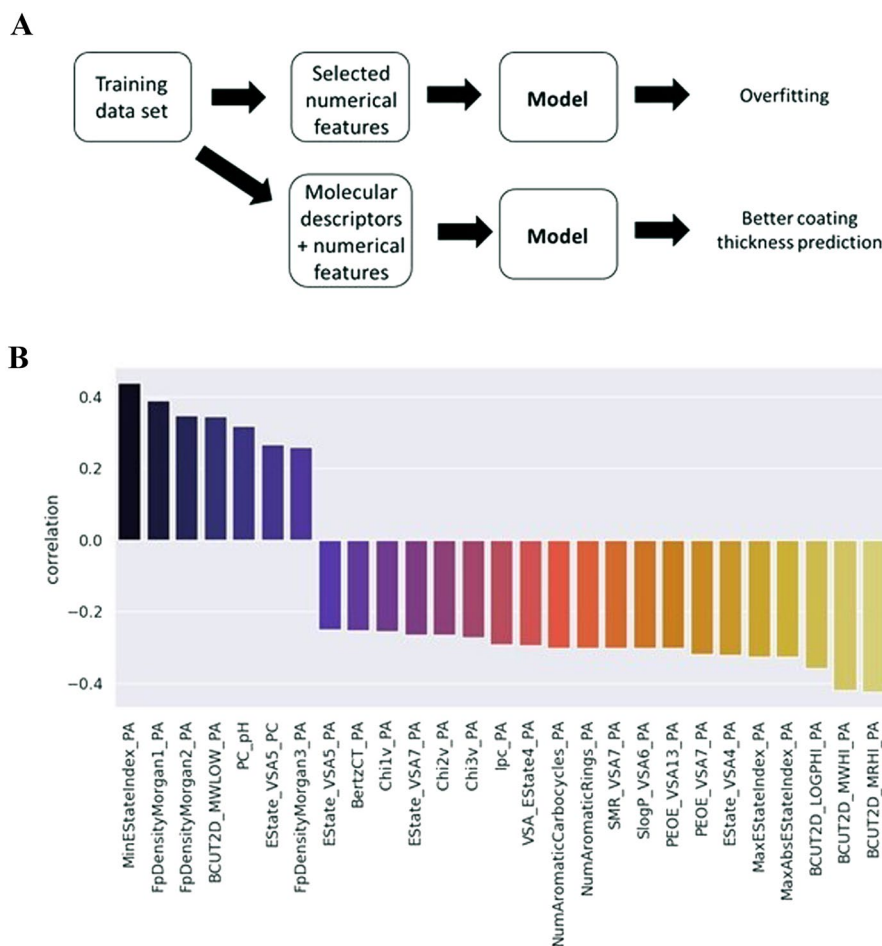 A
Training
data set
Selected
numerical
features
Model
Overfitting
Molecular
descriptors
+ numerical
features
Model
Better coating
thickness prediction
B
correlation
0.4
0.2
0.0
−0.2
−0.4
MinEStateIndex_PA
FpDensityMorgan1_PA
FpDensityMorgan2_PA
BCUT2D_MWLOW_PA
PC_pH
EState_VSA5_PC
FpDensityMorgan3_PA
EState_VSA5_PA
BertzCT_PA
Chi1v_PA
EState_VSA7_PA
Chi2v_PA
Chi3v_PA
Ipc_PA
VSA_EState4_PA
NumAromaticCarbocycles_PA
NumAromaticRings_PA
SMR_VSA7_PA
SlogP_VSA6_PA
PEOE_VSA13_PA
PEOE_VSA7_PA
EState_VSA4_PA
MaxEStateIndex_PA
MaxAbsEStateIndex_PA
BCUT2D_LOGPHI_PA
BCUT2D_MWHI_PA
BCUT2D_MRHI_PA